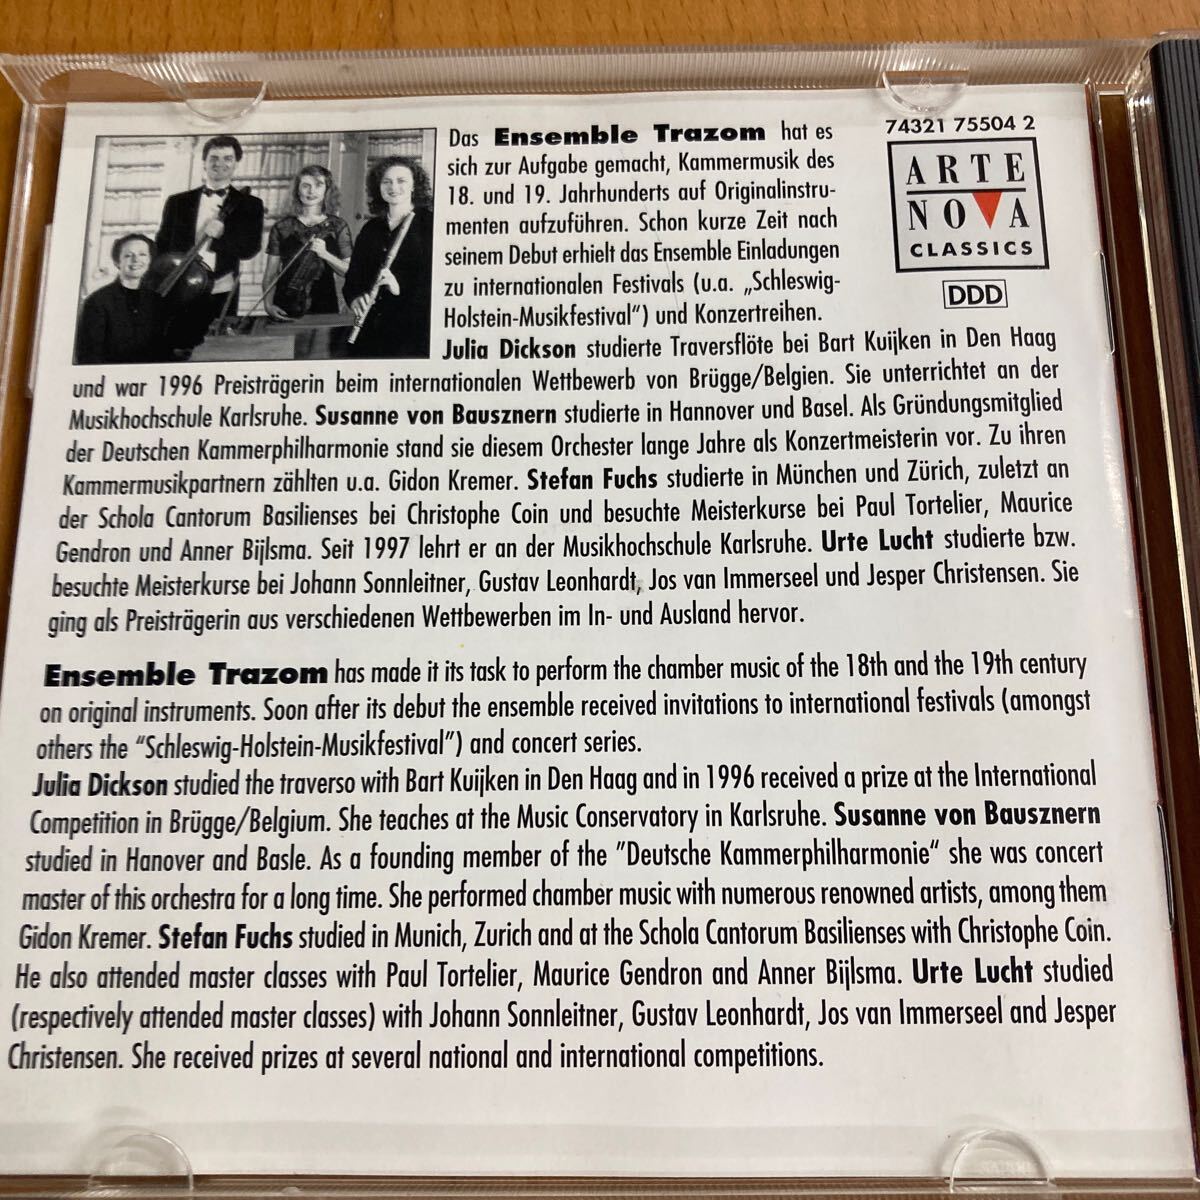 Das Ensemble Trazom hat es
sich zur Aufgabe gemacht, Kammermusik des
18. und 19. Jahrhunderts auf Originalinstru-
menten aufzuführen. Schon kurze Zeit nach
seinem Debut erhielt das Ensemble Einladungen
zu internationalen Festivals (u.a. „Schleswig-
Holstein-Musikfestival“) und Konzertreihen.
74321 75504 2
ARTE
NOVA
CLASSICS
DDD
Julia Dickson studierte Traversflöte bei Bart Kuijken in Den Haag
und war 1996 Preisträgerin beim internationalen Wettbewerb von Brügge/Belgien. Sie unterrichtet an der
Musikhochschule Karlsruhe. Susanne von Bausznern studierte in Hannover und Basel. Als Gründungsmitglied
der Deutschen Kammerphilharmonie stand sie diesem Orchester lange Jahre als Konzertmeisterin vor. Zu ihren
Kammermusikpartnern zählten u.a. Gidon Kremer. Stefan Fuchs studierte in München und Zürich, zuletzt an
der Schola Cantorum Basilienses bei Christophe Coin und besuchte Meisterkurse bei Paul Tortelier, Maurice
Gendron und Anner Bijlsma. Seit 1997 lehrt er an der Musikhochschule Karlsruhe. Urte Lucht studierte bzw.
besuchte Meisterkurse bei Johann Sonnleitner, Gustav Leonhardt, Jos van Immerseel und Jesper Christensen. Sie
ging als Preisträgerin aus verschiedenen Wettbewerben im In- und Ausland hervor.
Ensemble Trazom has made it its task to perform the chamber music of the 18th and the 19th century
on original instruments. Soon after its debut the ensemble received invitations to international festivals (amongst
others the “Schleswig-Holstein-Musikfestival”) and concert series.
Julia Dickson studied the traverso with Bart Kuijken in Den Haag and in 1996 received a prize at the International
Competition in Brügge/Belgium. She teaches at the Music Conservatory in Karlsruhe. Susanne von Bausznern
studied in Hanover and Basle. As a founding member of the ”Deutsche Kammerphilharmonie“ she was concert
master of this orchestra for a long time. She performed chamber music with numerous renowned artists, among them
Gidon Kremer. Stefan Fuchs studied in Munich, Zurich and at the Schola Cantorum Basilienses with Christophe Coin.
He also attended master classes with Paul Tortelier, Maurice Gendron and Anner Bijlsma. Urte Lucht studied
(respectively attended master classes) with Johann Sonnleitner, Gustav Leonhardt, Jos van Immerseel and Jesper
Christensen. She received prizes at several national and international competitions.